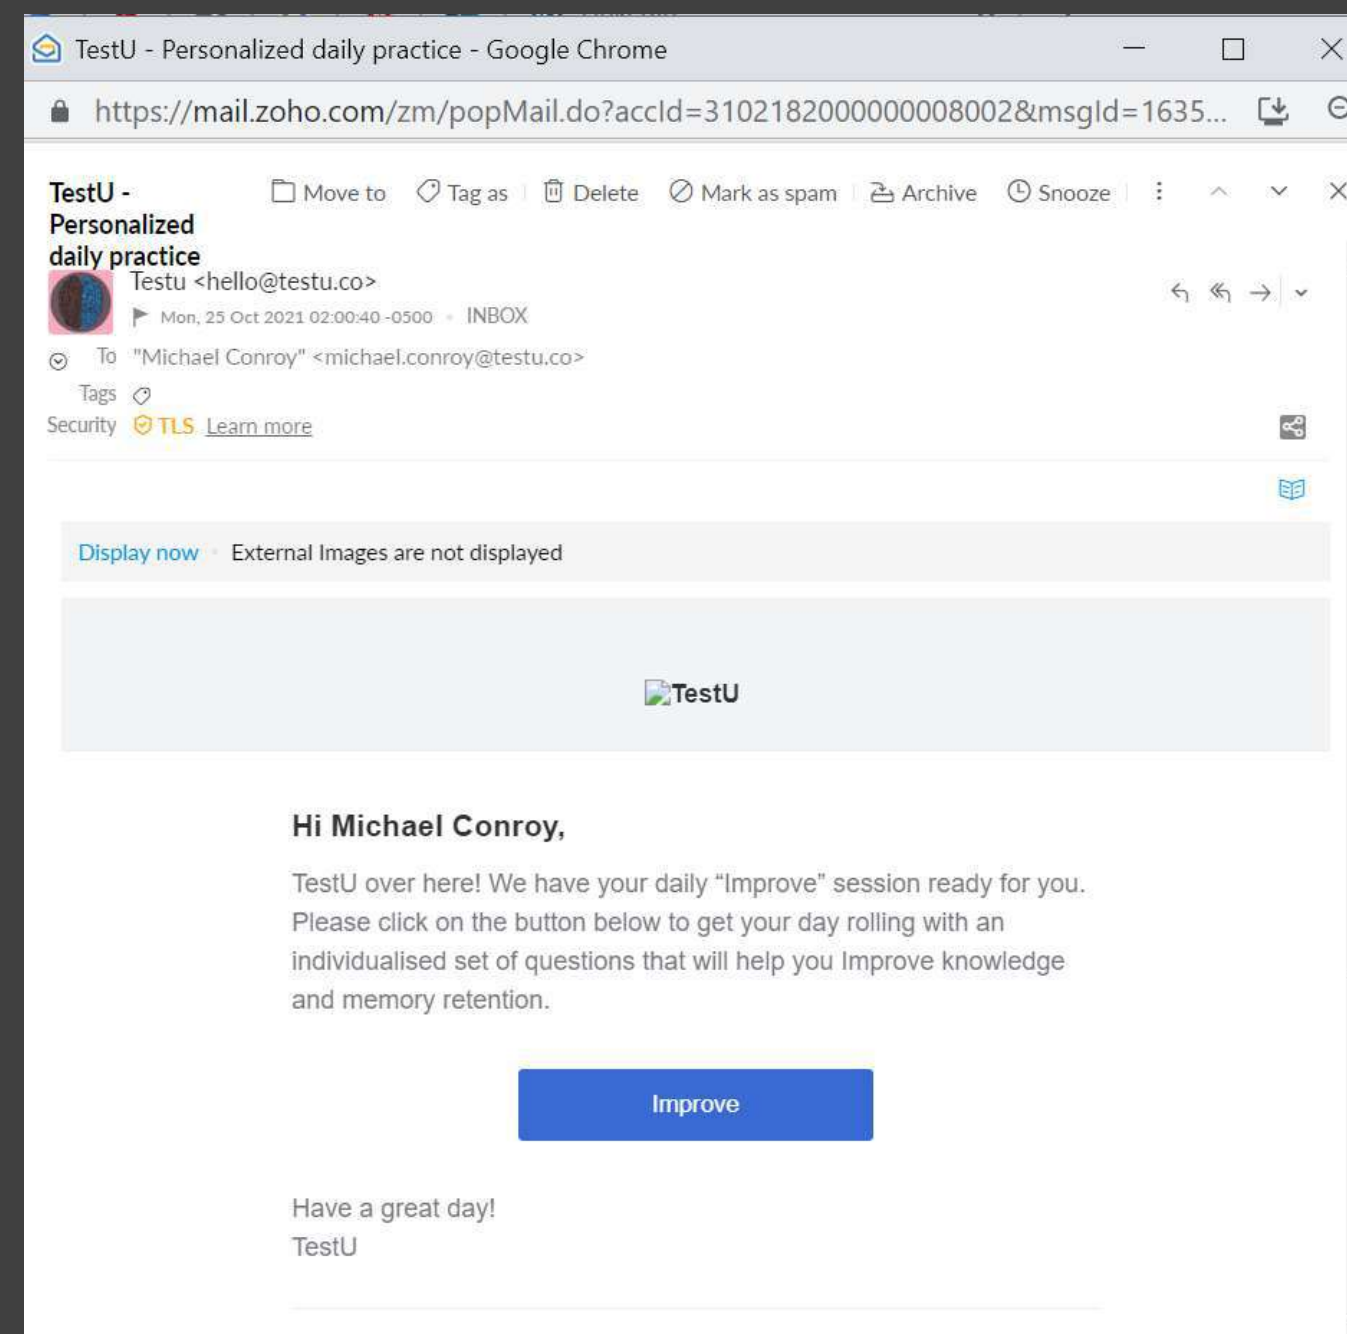 TestU - Personalized daily practice - Google Chrome
https://mail.zoho.com/zm/popMail.do?accId=3102182000000008002&msgId=1635...
TestU -
Personalized
daily practice
Move to Tag as Delete Mark as spam Archive Snooze
Testu <hello@testu.co>
Mon, 25 Oct 2021 02:00:40 -0500 INBOX
To "Michael Conroy" <michael.conroy@testu.co>
Tags
Security TLS Learn more
Display now External Images are not displayed
TestU
Hi Michael Conroy,
TestU over here! We have your daily “Improve” session ready for you.
Please click on the button below to get your day rolling with an
individualised set of questions that will help you Improve knowledge
and memory retention.
Improve
Have a great day!
TestU